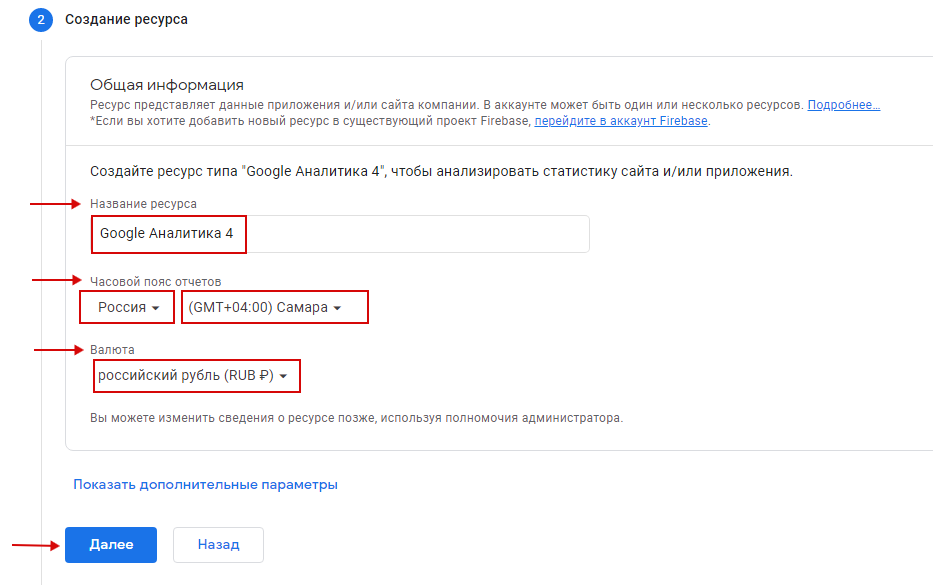 2 Создание ресурса
Общая информация
Ресурс представляет данные приложения и/или сайта компании. В аккаунте может быть один или несколько ресурсов. Подробнее…
*Если вы хотите добавить новый ресурс в существующий проект Firebase, перейдите в аккаунт Firebase.
Создайте ресурс типа "Google Аналитика 4", чтобы анализировать статистику сайта и/или приложения.
Название ресурса
Google Аналитика 4
Часовой пояс отчетов
Россия (GMT+04:00) Самара
Валюта
российский рубль (RUB ₽)
Вы можете изменить сведения о ресурсе позже, используя полномочия администратора.
Показать дополнительные параметры
Далее Назад